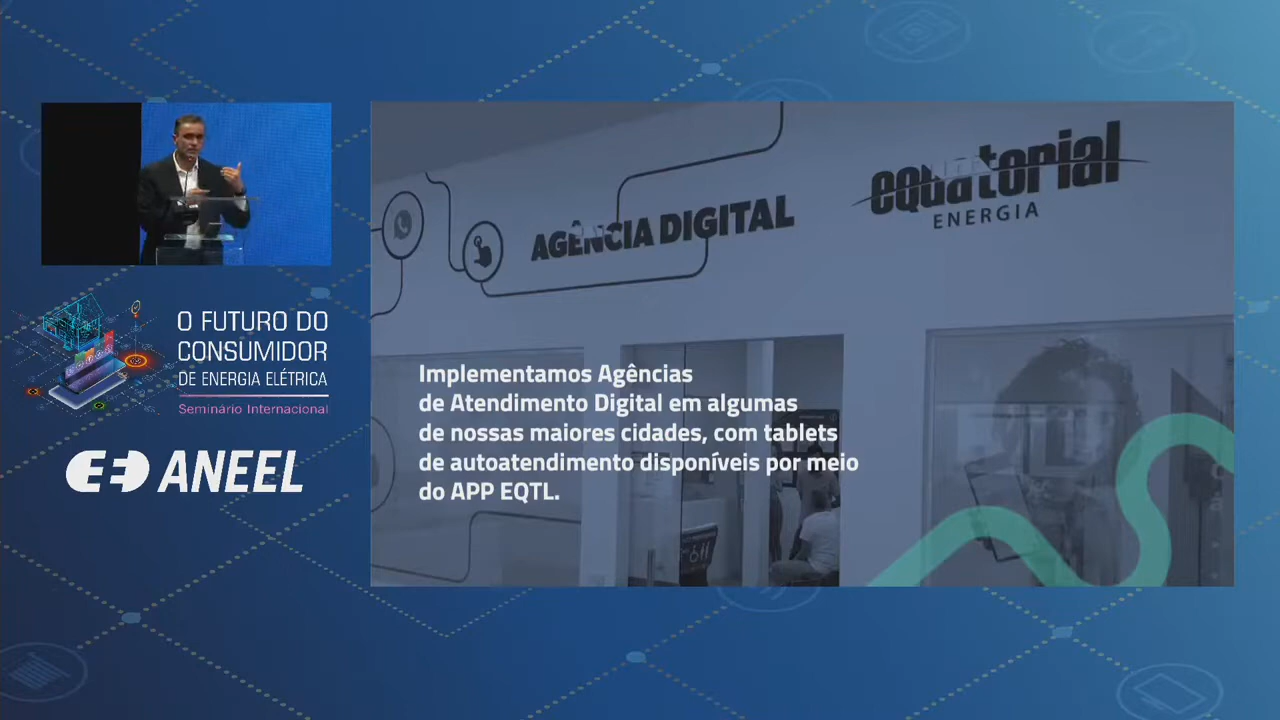 O FUTURO DO
CONSUMIDOR
DE ENERGIA ELÉTRICA
Seminário Internacional
ANEEL
AGÊNCIA DIGITAL
equatorial
ENERGIA
Implementamos Agências
de Atendimento Digital em algumas
de nossas maiores cidades, com tablets
de autoatendimento disponíveis por meio
do APP EQTL.